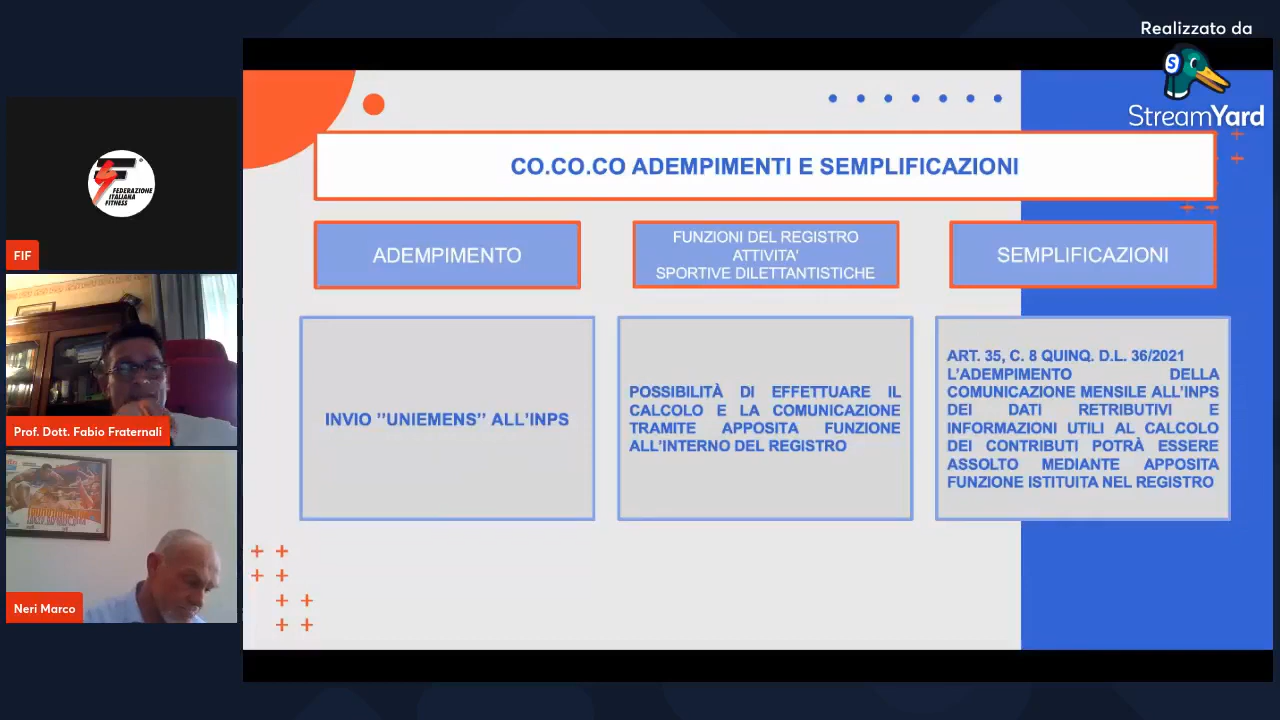 Realizzato da
S
StreamYard
FEDERAZIONE
ITALIANA
FITNESS
FIF
Prof. Dott. Fabio Fraternali
Neri Marco
CO.CO.CO ADEMPIMENTI E SEMPLIFICAZIONI
ADEMPIMENTO
FUNZIONI DEL REGISTRO
ATTIVITA'
SPORTIVE DILETTANTISTICHE
SEMPLIFICAZIONI
INVIO ’’UNIEMENS’’ ALL’INPS
POSSIBILITÀ DI EFFETTUARE IL
CALCOLO E LA COMUNICAZIONE
TRAMITE APPOSITA FUNZIONE
ALL’INTERNO DEL REGISTRO
ART. 35, C. 8 QUINQ. D.L. 36/2021
L’ADEMPIMENTO DELLA
COMUNICAZIONE MENSILE ALL’INPS
DEI DATI RETRIBUTIVI E
INFORMAZIONI UTILI AL CALCOLO
DEI CONTRIBUTI POTRÀ ESSERE
ASSOLTO MEDIANTE APPOSITA
FUNZIONE ISTITUITA NEL REGISTRO